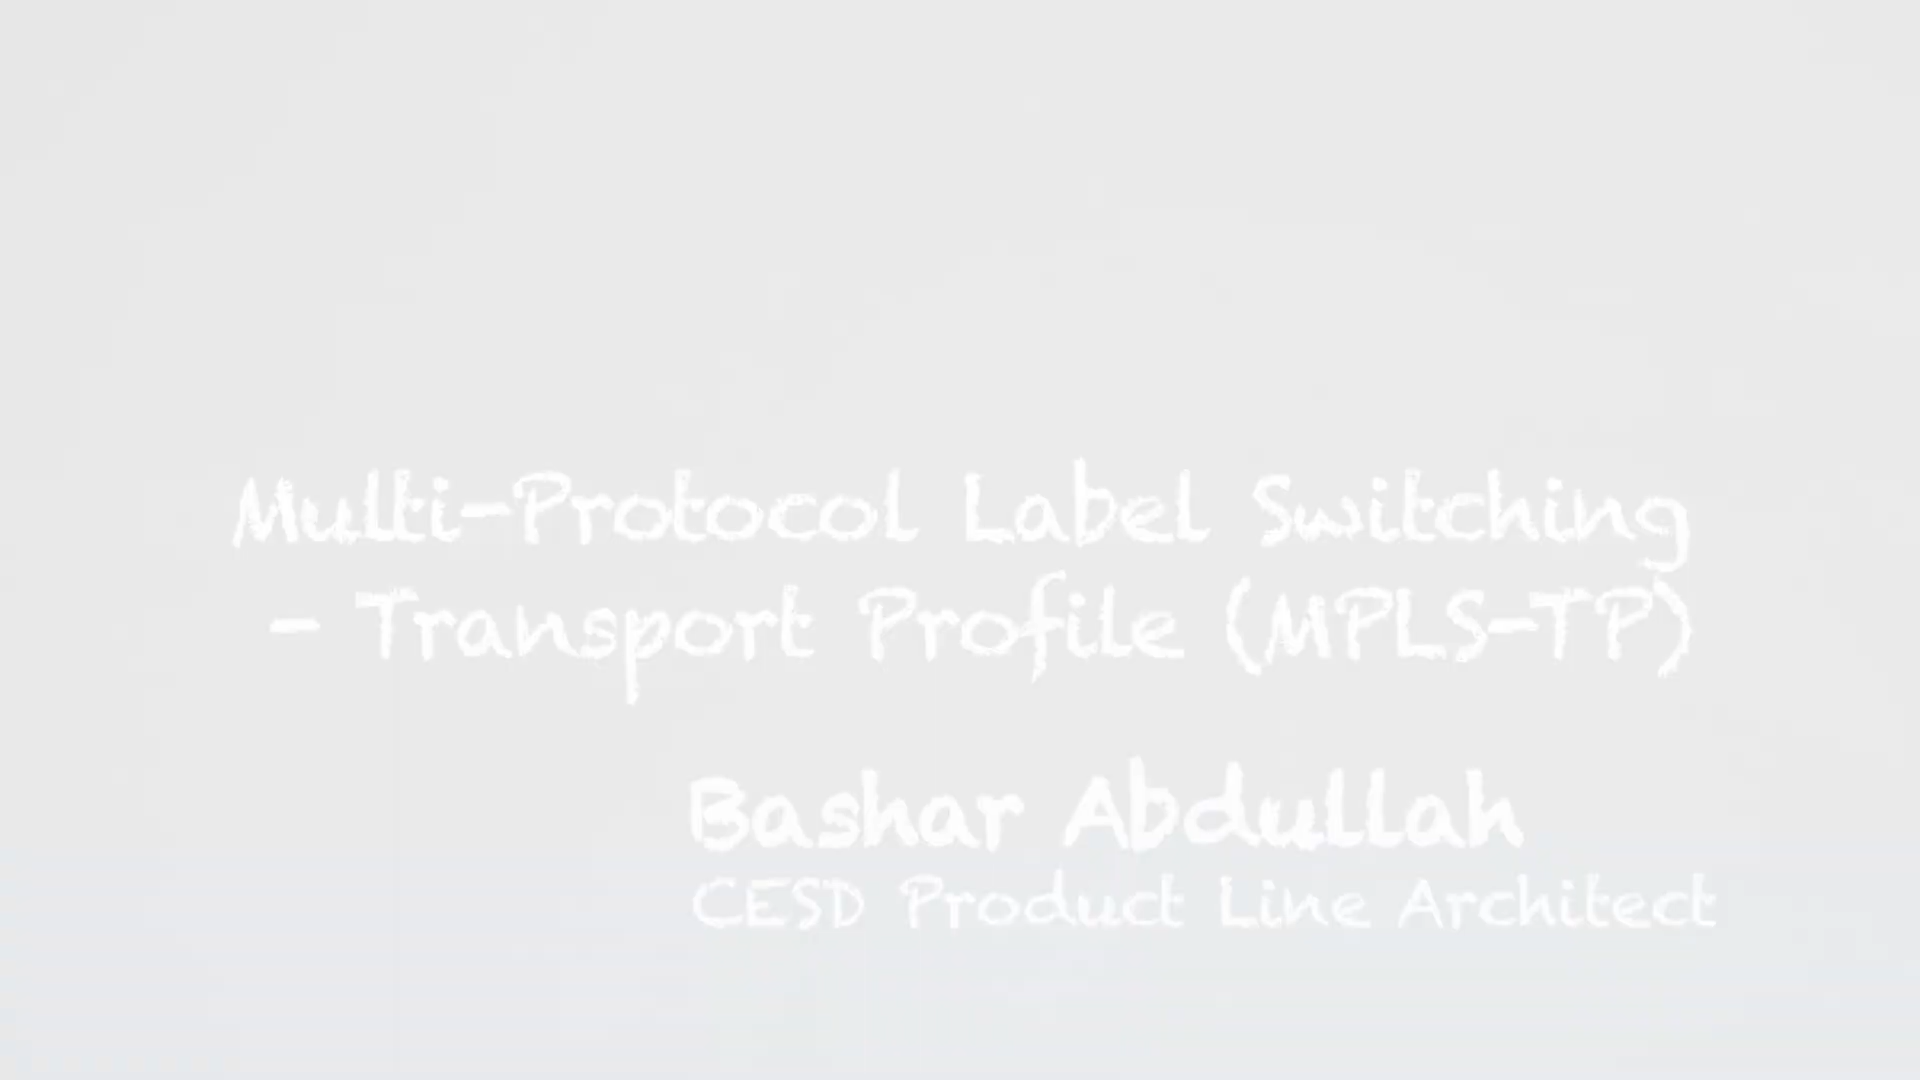 Multi-Protocol Label Switching
- Transport Profile (MPLS-TP)
Bashar Abdullah
CESD Product Line Architect